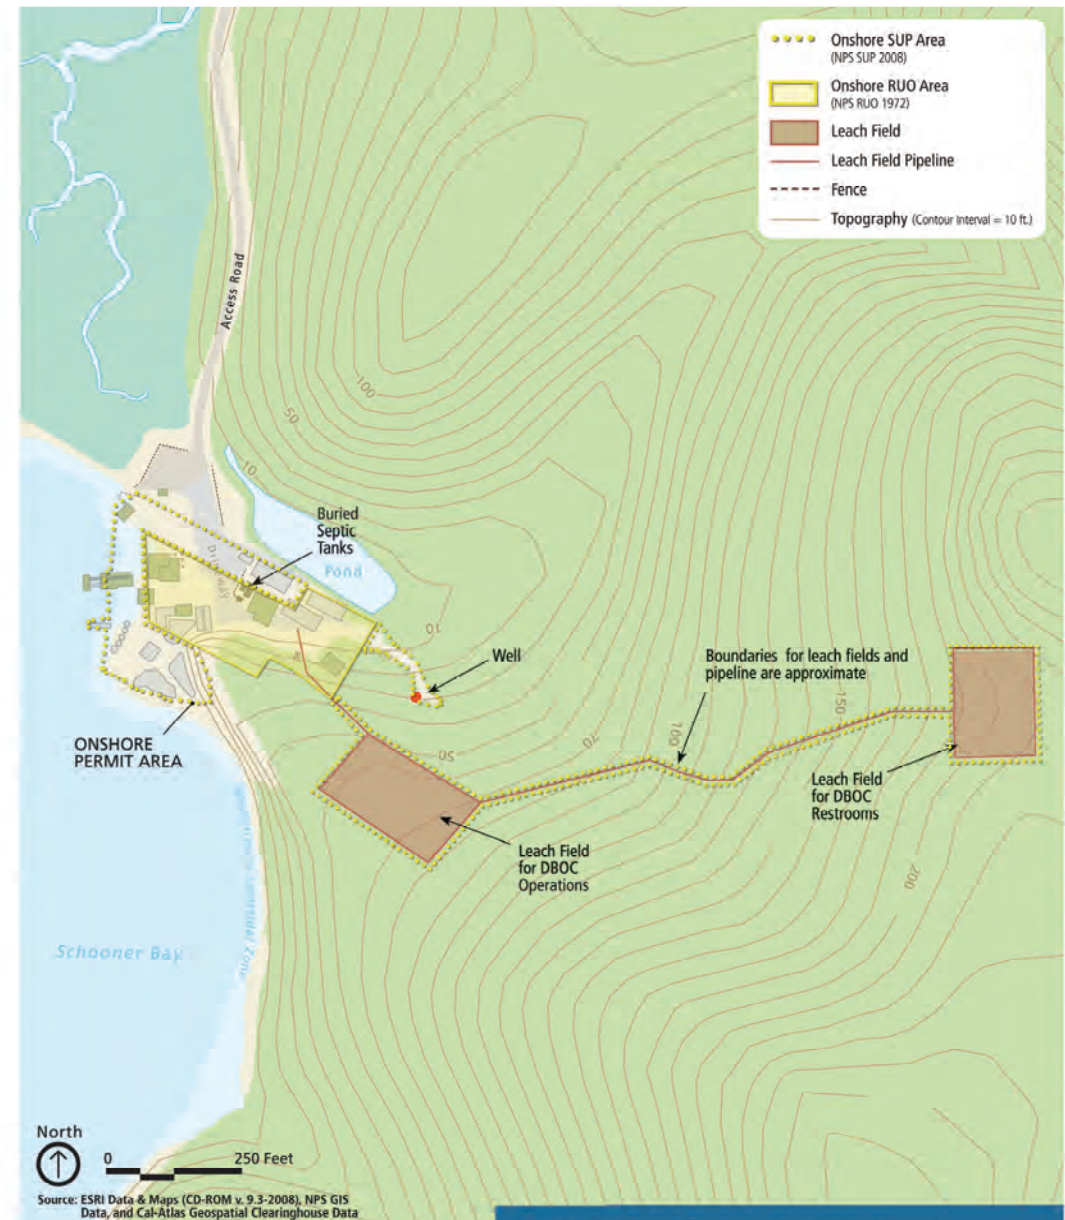 Onshore SUP Area
(NPS SUP 2008)
Onshore RUO Area
(NPS RUO 1972)
Leach Field
Leach Field Pipeline
Fence
Topography (Contour Interval = 10 ft.)
Access Road
100
50
10
Buried
Septic
Tanks
Pond
10
Well
Boundaries for leach fields and
pipeline are approximate
ONSHORE
PERMIT AREA
50
70
100
150
Leach Field
for DBOC
Restrooms
Leach Field
for DBOC
Operations
200
Schooner Bay
Zone
North
0 250 Feet
Source: ESRI Data & Maps (CD-ROM v. 9.3-2008), NPS GIS
Data, and Cal-Atlas Geospatial Clearinghouse Data